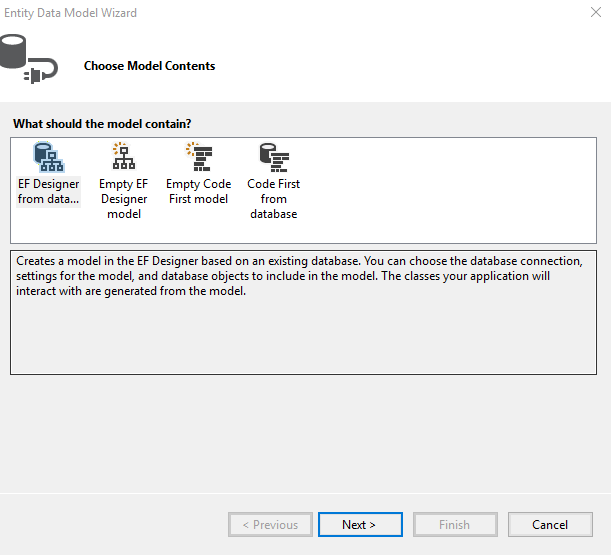 Entity Data Model Wizard
Choose Model Contents
What should the model contain?
EF Designer
from data...
Empty EF
Designer
model
Empty Code
First model
Code First
from
database
Creates a model in the EF Designer based on an existing database. You can choose the database connection,
settings for the model, and database objects to include in the model. The classes your application will
interact with are generated from the model.
< Previous
Next >
Finish
Cancel